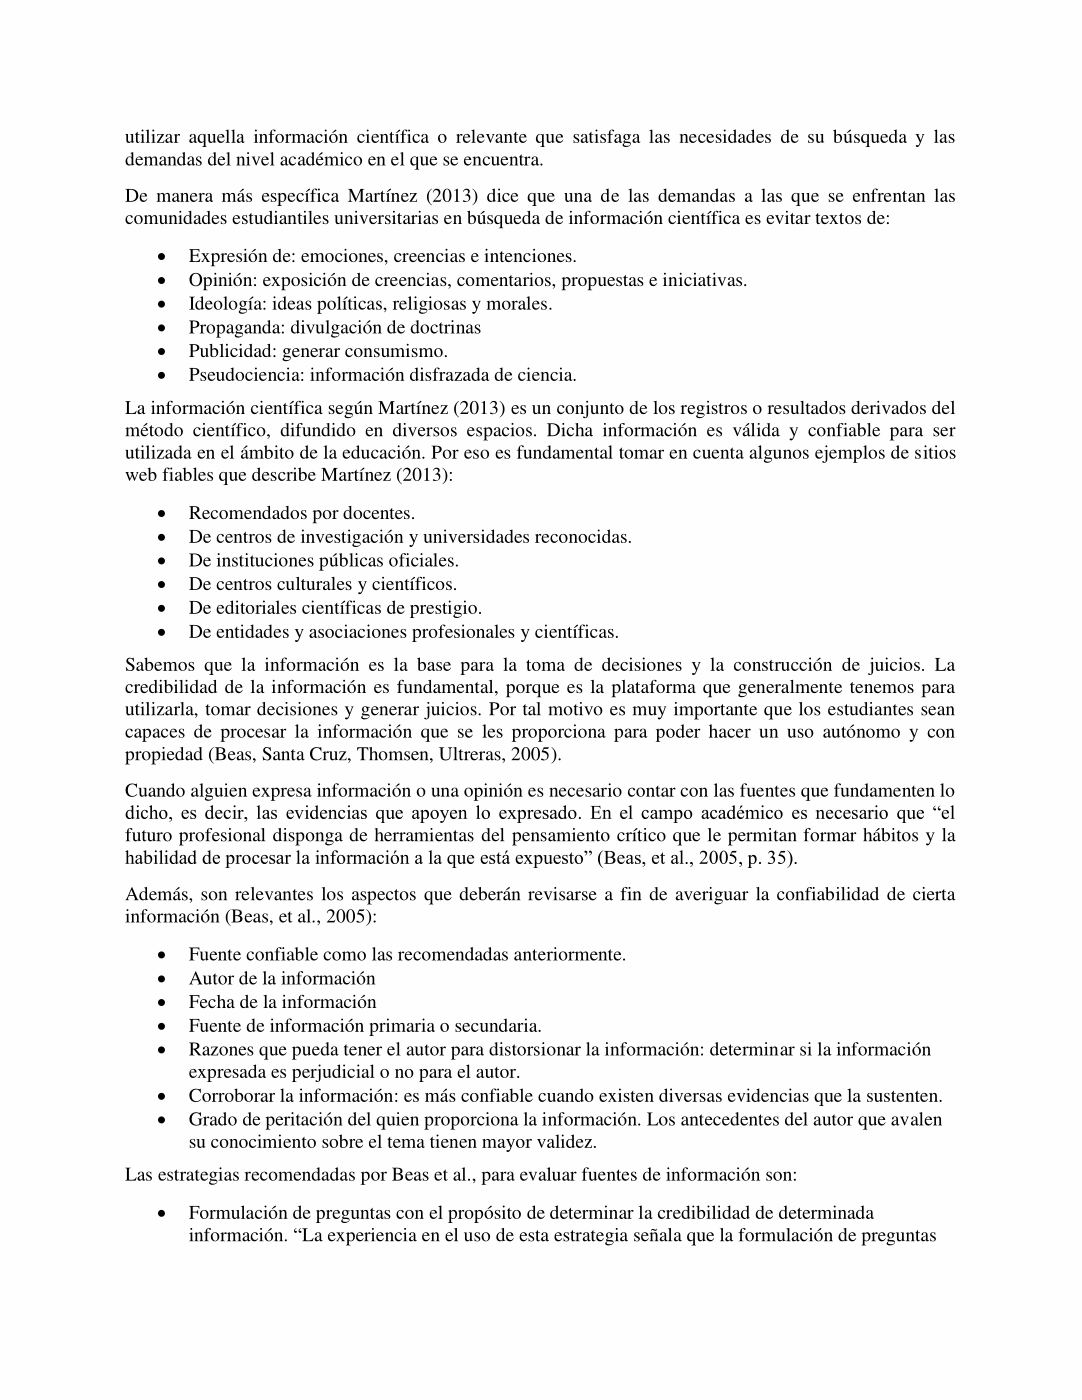 utilizar aquella información científica o relevante que satisfaga las necesidades de su búsqueda y las
demandas del nivel académico en el que se encuentra.
De manera más específica Martínez (2013) dice que una de las demandas a las que se enfrentan las
comunidades estudiantiles universitarias en búsqueda de información científica es evitar textos de:
• Expresión de: emociones, creencias e intenciones.
• Opinión: exposición de creencias, comentarios, propuestas e iniciativas.
• Ideología: ideas políticas, religiosas y morales.
• Propaganda: divulgación de doctrinas
• Publicidad: generar consumismo.
• Pseudociencia: información disfrazada de ciencia.
La información científica según Martínez (2013) es un conjunto de los registros o resultados derivados del
método científico, difundido en diversos espacios. Dicha información es válida y confiable para ser
utilizada en el ámbito de la educación. Por eso es fundamental tomar en cuenta algunos ejemplos de sitios
web fiables que describe Martínez (2013):
• Recomendados por docentes.
• De centros de investigación y universidades reconocidas.
• De instituciones públicas oficiales.
• De centros culturales y científicos.
• De editoriales científicas de prestigio.
• De entidades y asociaciones profesionales y científicas.
Sabemos que la información es la base para la toma de decisiones y la construcción de juicios. La
credibilidad de la información es fundamental, porque es la plataforma que generalmente tenemos para
utilizarla, tomar decisiones y generar juicios. Por tal motivo es muy importante que los estudiantes sean
capaces de procesar la información que se les proporciona para poder hacer un uso autónomo y con
propiedad (Beas, Santa Cruz, Thomsen, Ultreras, 2005).
Cuando alguien expresa información o una opinión es necesario contar con las fuentes que fundamenten lo
dicho, es decir, las evidencias que apoyen lo expresado. En el campo académico es necesario que “el
futuro profesional disponga de herramientas del pensamiento crítico que le permitan formar hábitos y la
habilidad de procesar la información a la que está expuesto” (Beas, et al., 2005, p. 35).
Además, son relevantes los aspectos que deberán revisarse a fin de averiguar la confiabilidad de cierta
información (Beas, et al., 2005):
• Fuente confiable como las recomendadas anteriormente.
• Autor de la información
• Fecha de la información
• Fuente de información primaria o secundaria.
• Razones que pueda tener el autor para distorsionar la información: determinar si la información
expresada es perjudicial o no para el autor.
• Corroborar la información: es más confiable cuando existen diversas evidencias que la sustenten.
• Grado de peritación del quien proporciona la información. Los antecedentes del autor que avalen
su conocimiento sobre el tema tienen mayor validez.
Las estrategias recomendadas por Beas et al., para evaluar fuentes de información son:
• Formulación de preguntas con el propósito de determinar la credibilidad de determinada
información. “La experiencia en el uso de esta estrategia señala que la formulación de preguntas